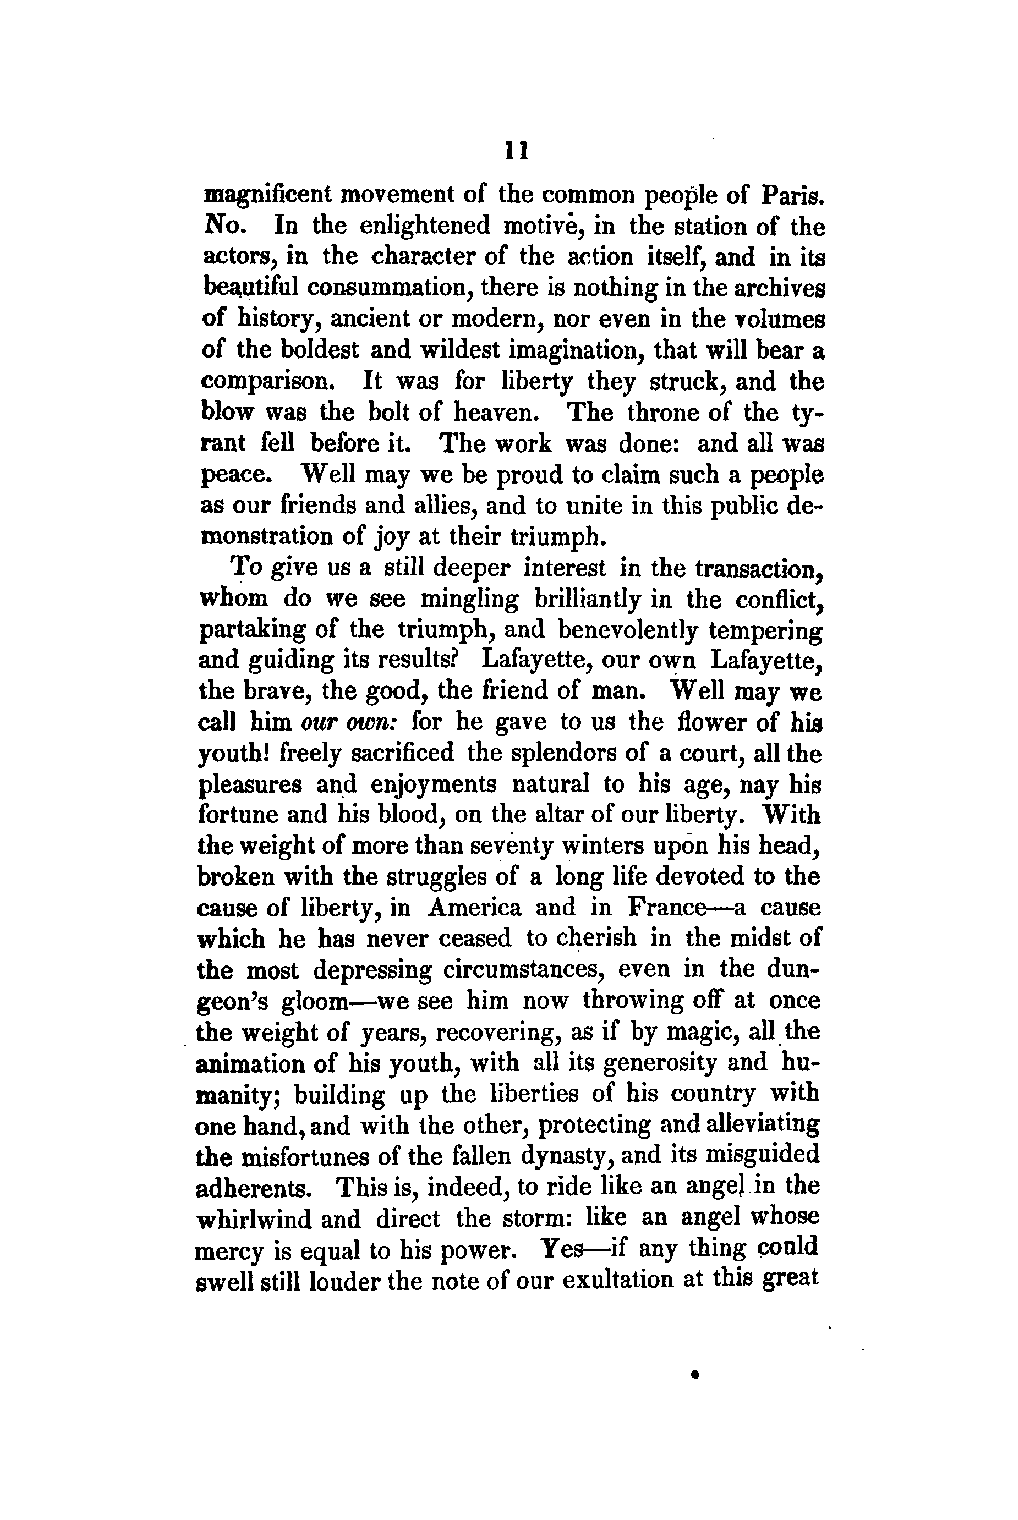 11
magnificent movement of the common people of Paris.
No. In the enlightened motive, in the station of the
actors, in the character of the action itself, and in its
beautiful consummation, there is nothing in the archives
of history, ancient or modern, nor even in the volumes
of the boldest and wildest imagination, that will bear a
comparison. It was for liberty they struck, and the
blow was the bolt of heaven. The throne of the ty-
rant fell before it. The work was done: and all was
peace. Well may we be proud to claim such a people
as our friends and allies, and to unite in this public de-
monstration of joy at their triumph.
To give us a still deeper interest in the transaction,
whom do we see mingling brilliantly in the conflict,
partaking of the triumph, and benevolently tempering
and guiding its results? Lafayette, our own Lafayette,
the brave, the good, the friend of man. Well may we
call him our own: for he gave to us the flower of his
youth! freely sacrificed the splendors of a court, all the
pleasures and enjoyments natural to his age, nay his
fortune and his blood, on the altar of our liberty. With
the weight of more than seventy winters upon his head,
broken with the struggles of a long life devoted to the
cause of liberty, in America and in France—a cause
which he has never ceased to cherish in the midst of
the most depressing circumstances, even in the dun-
geon's gloom—we see him now throwing off at once
the weight of years, recovering, as if by magic, all the
animation of his youth, with all its generosity and hu-
manity; building up the liberties of his country with
one hand, and with the other, protecting and alleviating
the misfortunes of the fallen dynasty, and its misguided
adherents. This is, indeed, to ride like an angel in the
whirlwind and direct the storm: like an angel whose
mercy is equal to his power. Yes—if any thing could
swell still louder the note of our exultation at this great